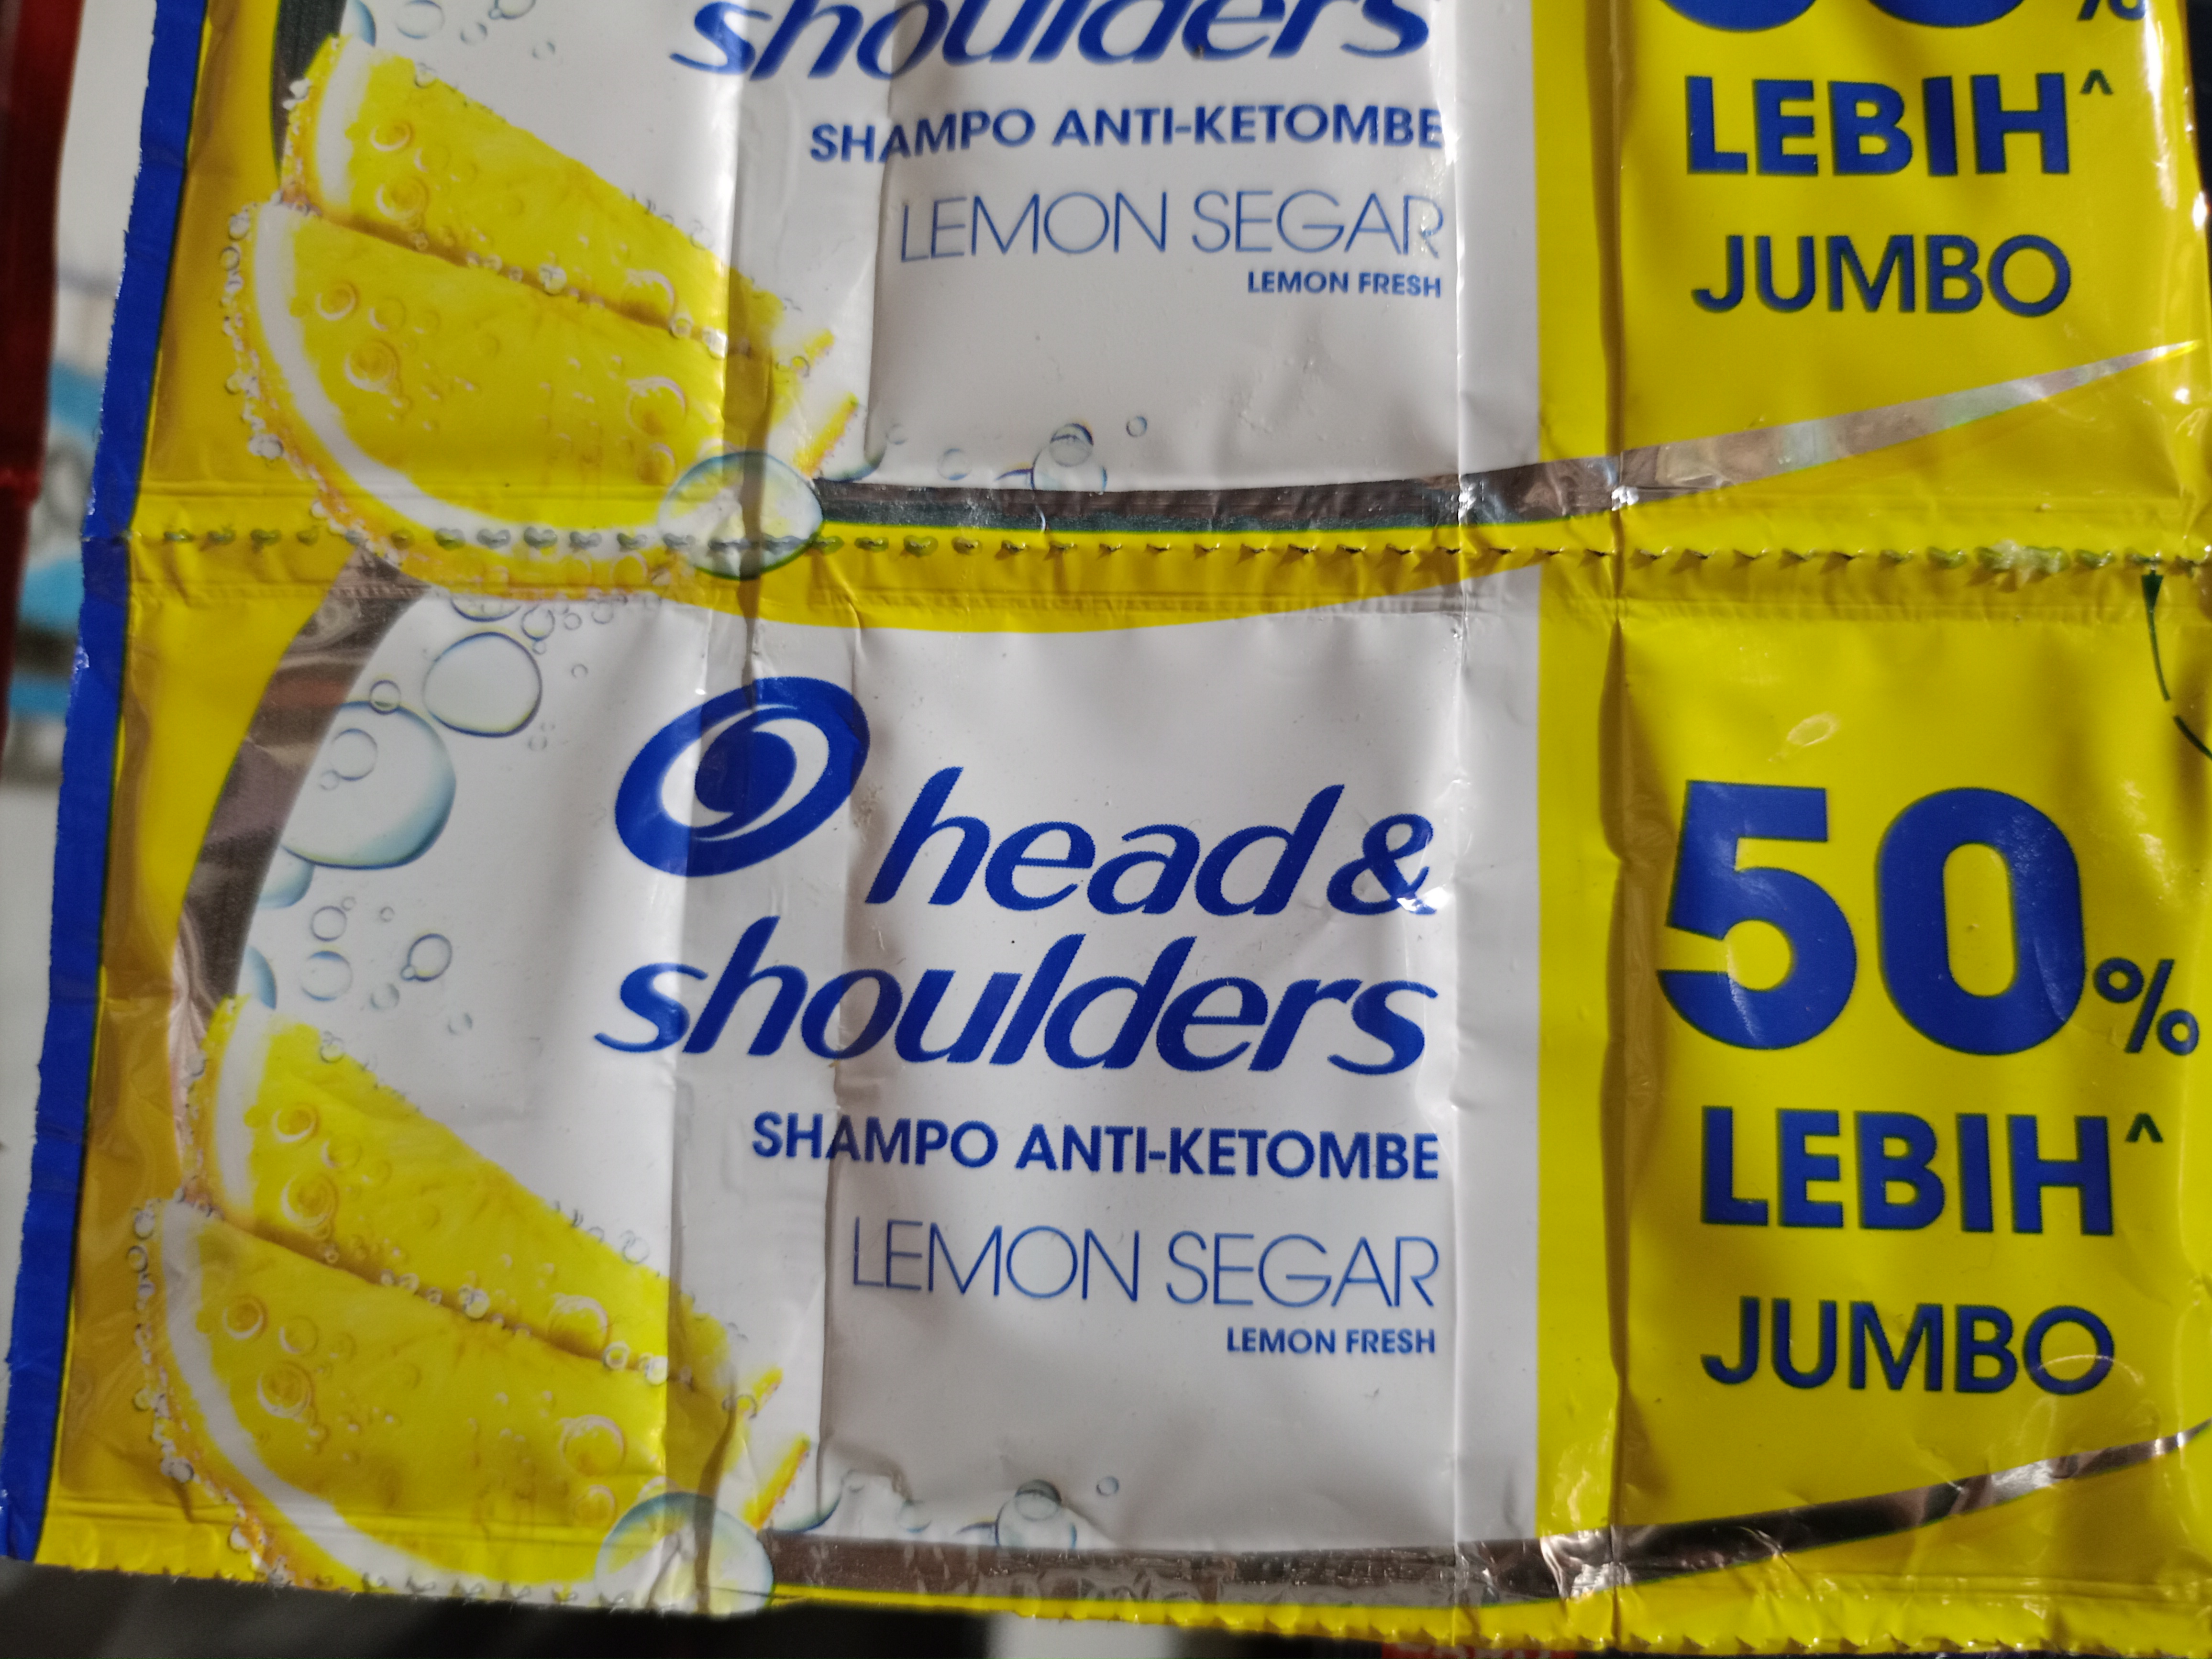 shoulders
SHAMPO ANTI-KETOMBE
LEMON SEGAR
LEMON FRESH
%
LEBIH^
JUMBO
head &
shoulders
SHAMPO ANTI-KETOMBE
LEMON SEGAR
LEMON FRESH
50%
LEBIH^
JUMBO